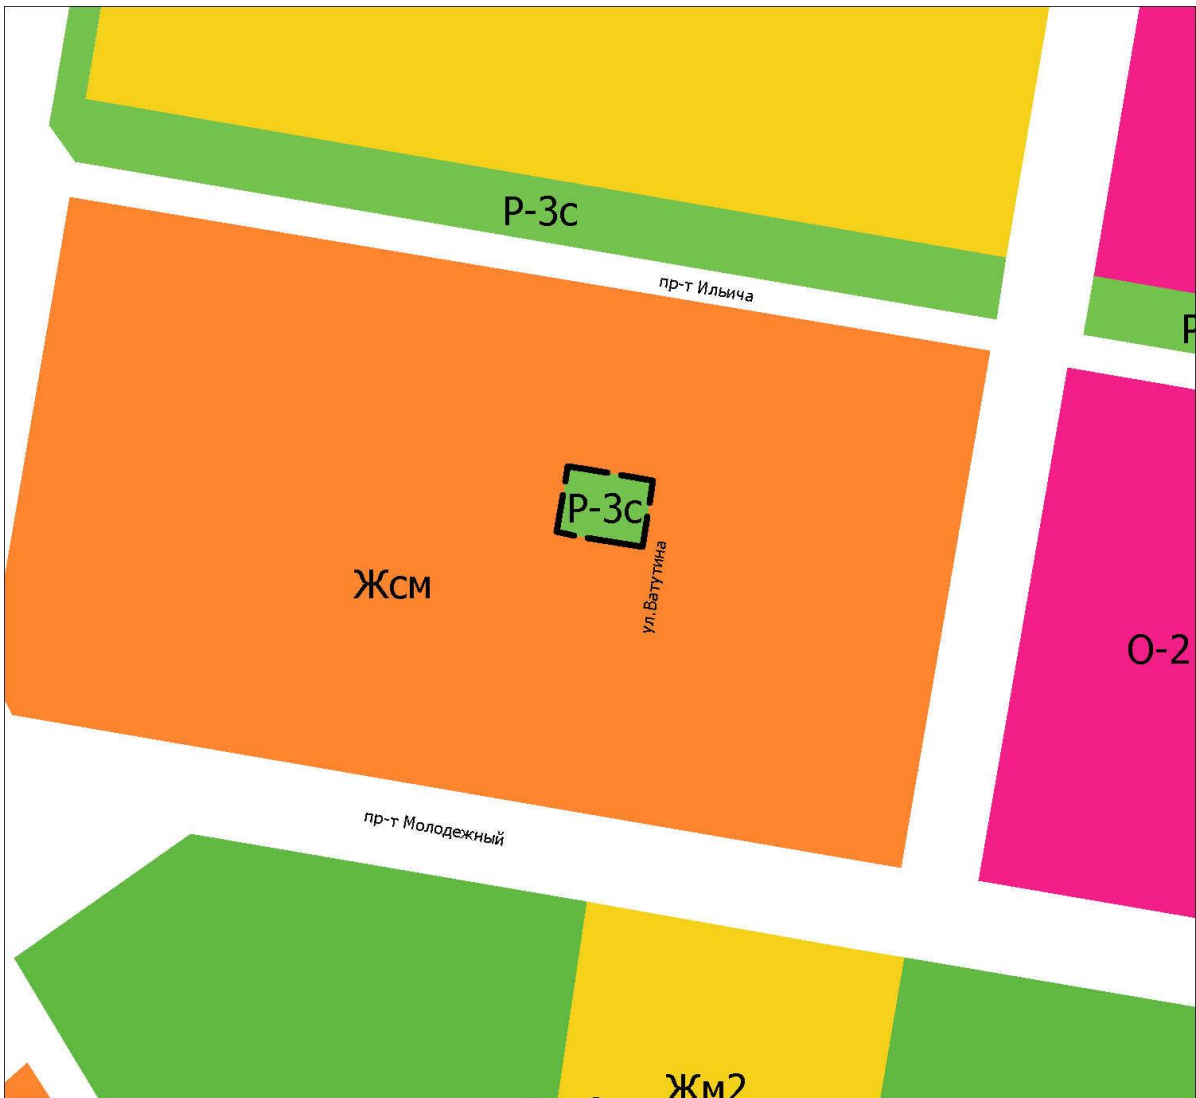 Р-3с
пр-т Ильича
Р
Р-3с
ул.Ватутина
Жсм
О-2
пр-т Молодежный
Жм2